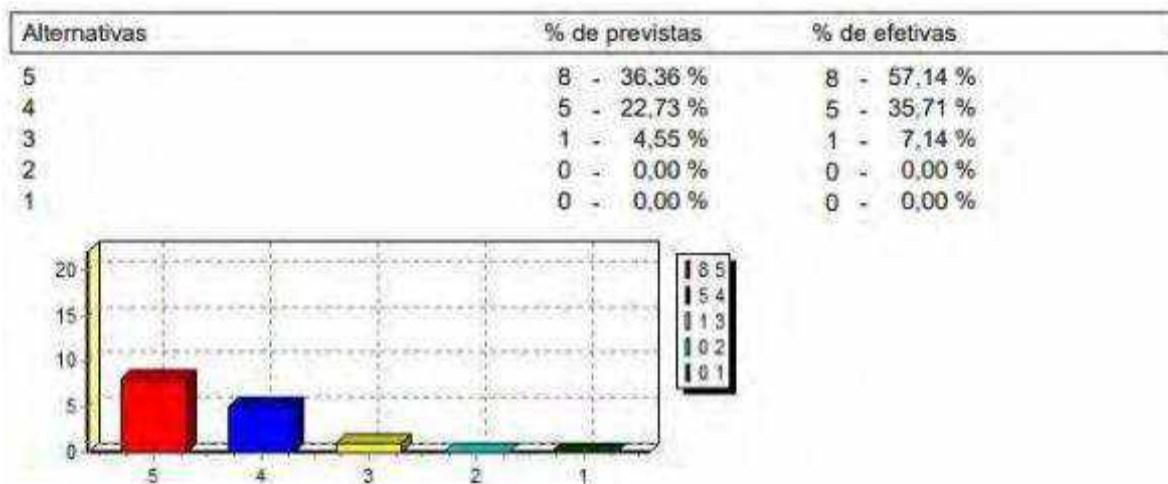 Alternativas % de previstas % de efetivas
5 8 - 36,36 % 8 - 57,14 %
4 5 - 22,73 % 5 - 35,71 %
3 1 - 4,55 % 1 - 7,14 %
2 0 - 0,00 % 0 - 0,00 %
1 0 - 0,00 % 0 - 0,00 %
20
15
10
5
0
5 4 3 2 1
8 5
5 4
1 3
0 2
0 1